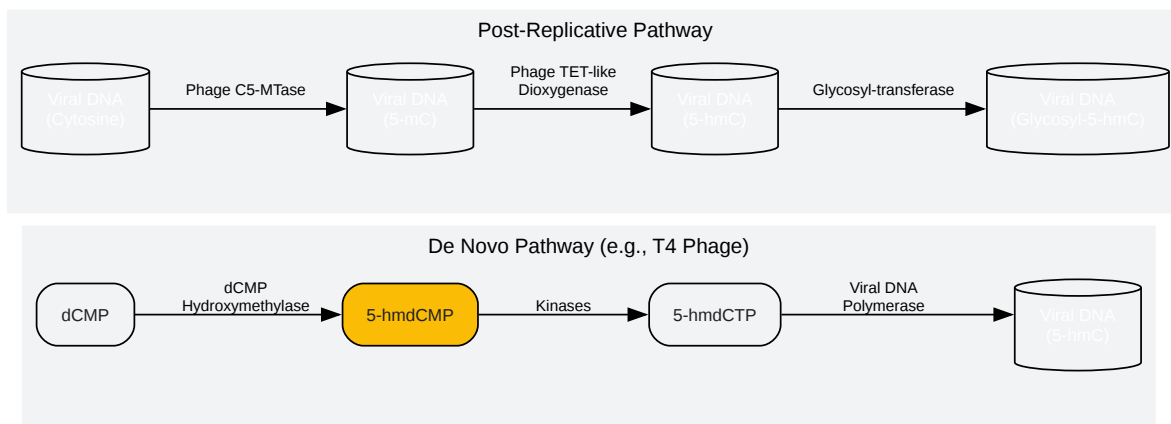 Post-Replicative Pathway
Viral DNA
(Cytosine)
Phage C5-MTase
Viral DNA
(5-mC)
Phage TET-like
Dioxygenase
Viral DNA
(5-hmC)
Glycosyl-transferase
Viral DNA
(Glycosyl-5-hmC)
De Novo Pathway (e.g., T4 Phage)
dCMP
dCMP
Hydroxymethylase
5-hmdCMP
Kinases
5-hmdCTP
Viral DNA
Polymerase
Viral DNA
(5-hmC)